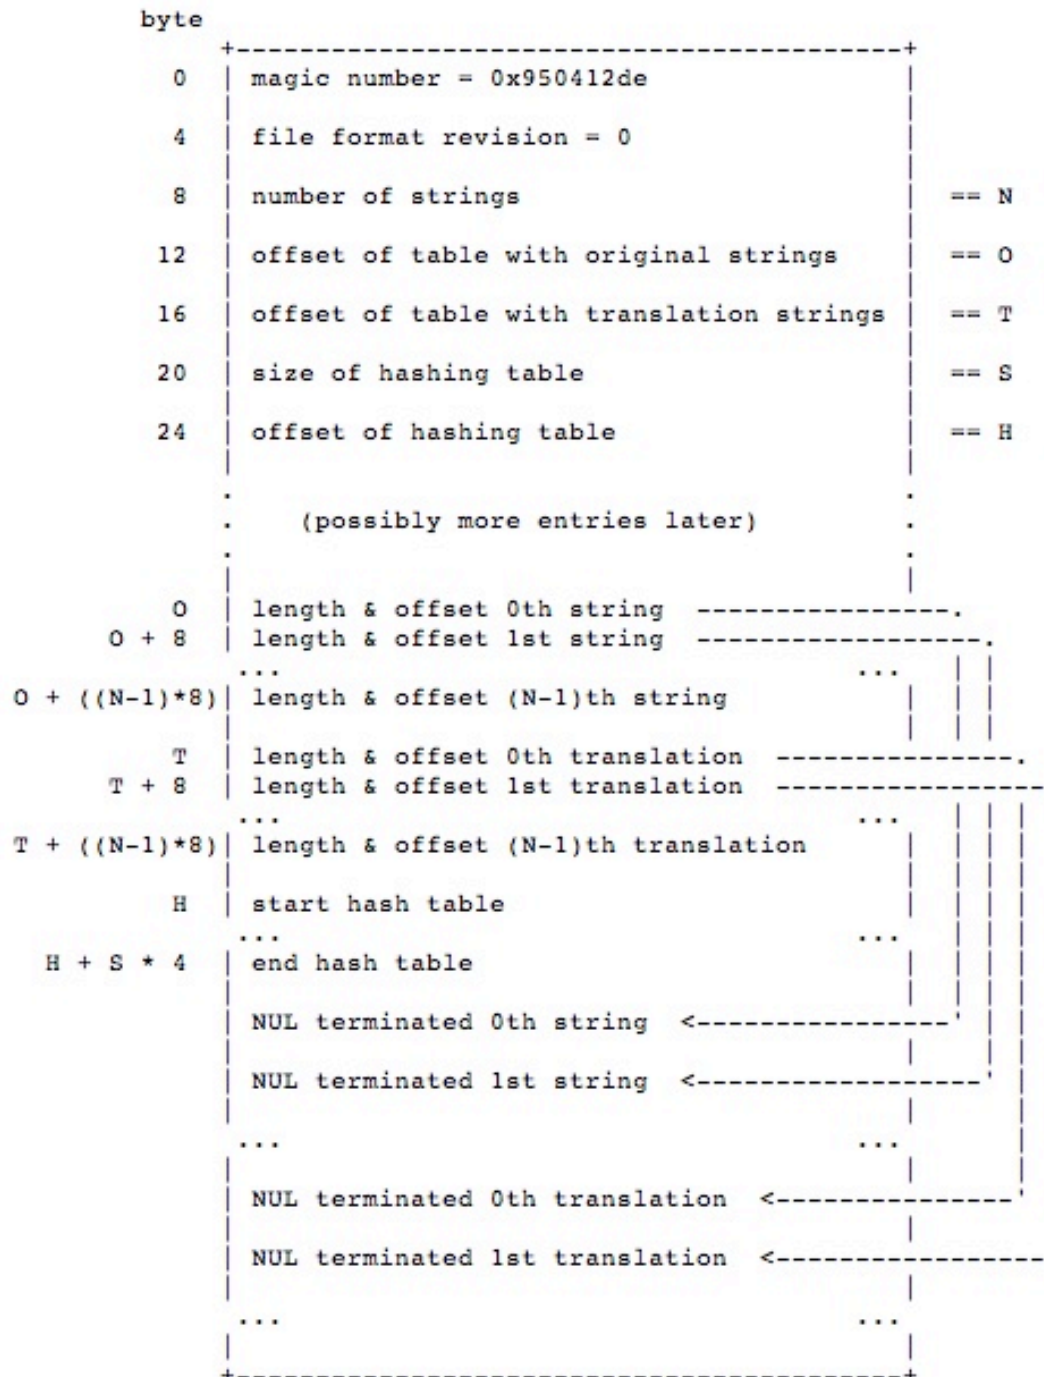 byte
+------------------------------------------+
0 | magic number = 0x950412de |
| |
4 | file format revision = 0 |
| |
8 | number of strings | == N
| |
12 | offset of table with original strings | == O
| |
16 | offset of table with translation strings | == T
| |
20 | size of hashing table | == S
| |
24 | offset of hashing table | == H
| |
. .
. (possibly more entries later) .
. .
| |
O | length & offset 0th string ----------------.
O + 8 | length & offset 1st string ------------------.
... ... | |
O + ((N-1)*8)| length & offset (N-1)th string | | |
| | | |
T | length & offset 0th translation ---------------.
T + 8 | length & offset 1st translation -----------------
... ... | | |
T + ((N-1)*8)| length & offset (N-1)th translation | | | |
| | | | |
H | start hash table | | | |
... ... | | |
H + S * 4 | end hash table | | | |
| | | | |
| NUL terminated 0th string <----------------' | |
| | | |
| NUL terminated 1st string <------------------' |
| | |
... ... |
| | |
| NUL terminated 0th translation <---------------'
| |
| NUL terminated 1st translation <-----------------
| |
... ...
| |
+------------------------------------------+